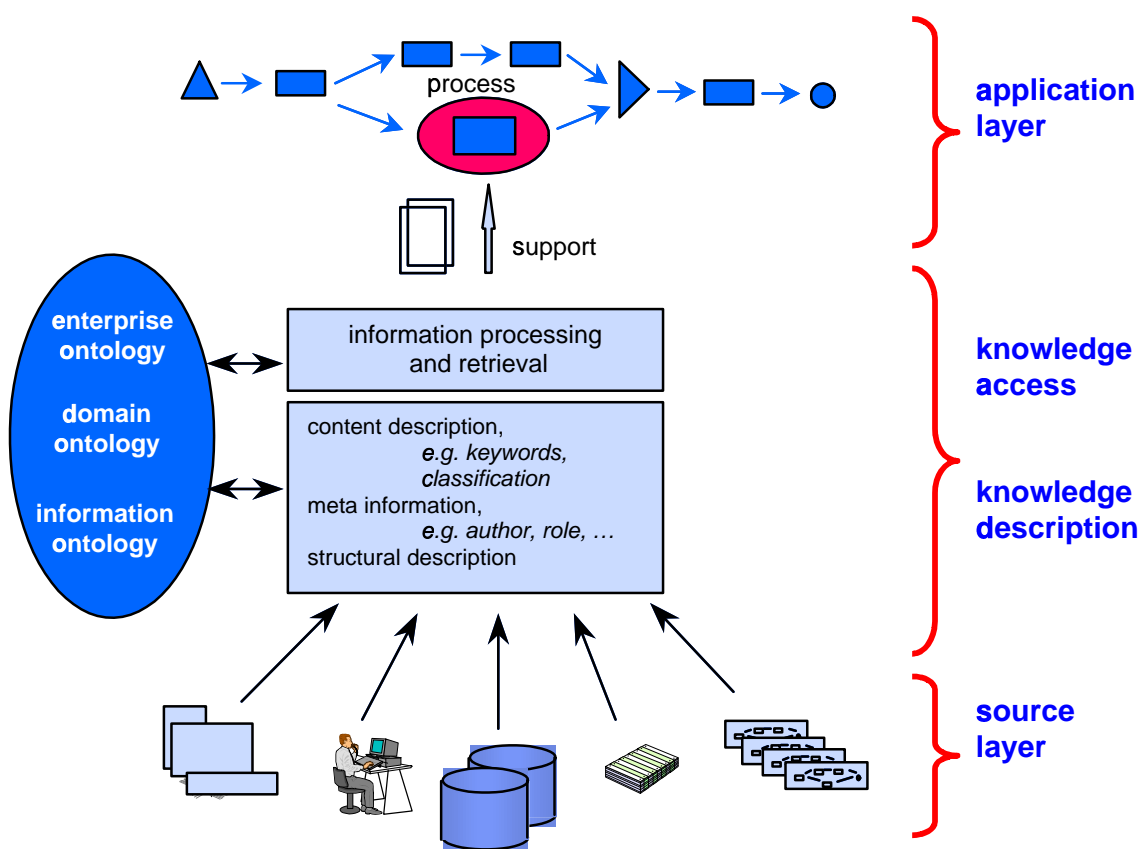 process
application
layer
support
enterprise
ontology
domain
ontology
information
ontology
information processing
and retrieval
knowledge
access
content description,
e.g. keywords,
classification
meta information,
e.g. author, role, …
structural description
knowledge
description
source
layer